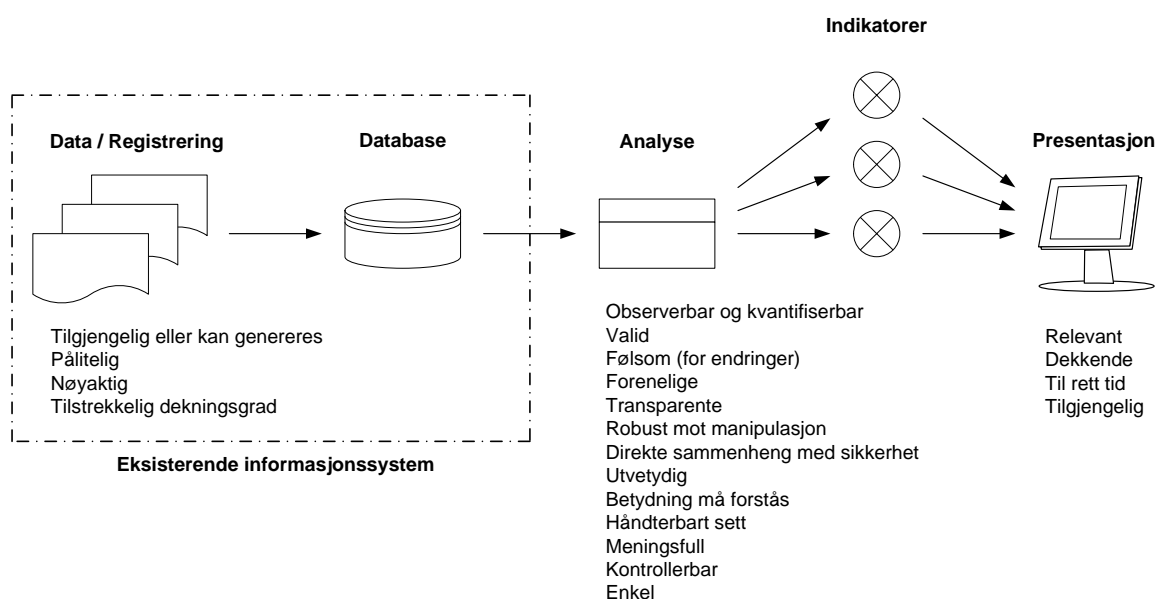 Indikatorer
Data / Registrering
Database
Analyse
Presentasjon
Tilgjengelig eller kan genereres
Pålitelig
Nøyaktig
Tilstrekkelig dekningsgrad
Eksisterende informasjonssystem
Observerbar og kvantifiserbar
Valid
Følsom (for endringer)
Forenelige
Transparente
Robust mot manipulasjon
Direkte sammenheng med sikkerhet
Utvetydig
Betydning må forstås
Håndterbart sett
Meningsfull
Kontrollerbar
Enkel
Relevant
Dekkende
Til rett tid
Tilgjengelig